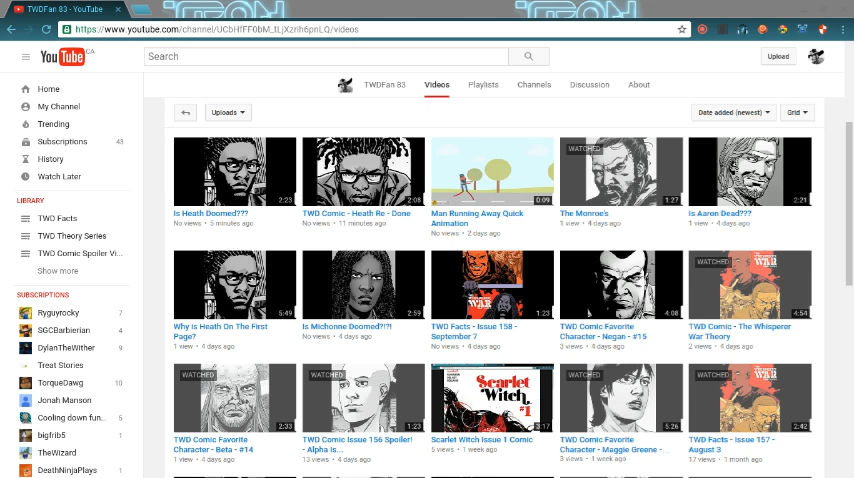 TWDFan 83 - YouTube
https://www.youtube.com/channel/
YouTube CA
Search
Upload
Home
My Channel
Trending
Subscriptions 43
History
Watch Later
LIBRARY
TWD Facts
TWD Theory Series
TWD Comic Spoiler Vi...
Show more
SUBSCRIPTIONS
Ryguyrocky 7
SGCBarbierian 4
DylanTheWither 9
Treat Stories
TorqueDawg 10
Jonah Manson
Cooling down fun... 5
bigfrib5 1
TheWizard
DeathNinjaPlays 1
TWDFan 83 Videos Playlists Channels Discussion About
Uploads Date added (newest) Grid
2:23
Is Heath Doomed???
No views • 5 minutes ago
2:08
TWD Comic - Heath Re - Done
No views • 11 minutes ago
0:09
Man Running Away Quick
Animation
No views • 2 days ago
WATCHED
1:27
The Monroe's
1 view • 4 days ago
2:21
Is Aaron Dead???
1 view • 4 days ago
5:49
Why is Heath On The First
Page?
1 view • 4 days ago
2:59
Is Michonne Doomed?!?!
No views • 4 days ago
WAR
1:23
TWD Facts - Issue 158 -
September 7
No views • 4 days ago
4:08
TWD Comic Favorite
Character - Negan - #15
3 views • 4 days ago
WATCHED
WAR
4:54
TWD Comic - The Whisperer
War Theory
2 views • 4 days ago
WATCHED
2:33
TWD Comic Favorite
Character - Beta - #14
1 view • 4 days ago
WATCHED
1:23
TWD Comic Issue 156 Spoiler!
- Alpha Is...
13 views • 4 days ago
Scarlet
Witch
#1
3:17
Scarlet Witch Issue 1 Comic
5 views • 1 week ago
WATCHED
5:26
TWD Comic Favorite
Character - Maggie Greene -...
3 views • 1 week ago
WATCHED
WAR
2:42
TWD Facts - Issue 157 -
August 3
17 views • 1 month ago